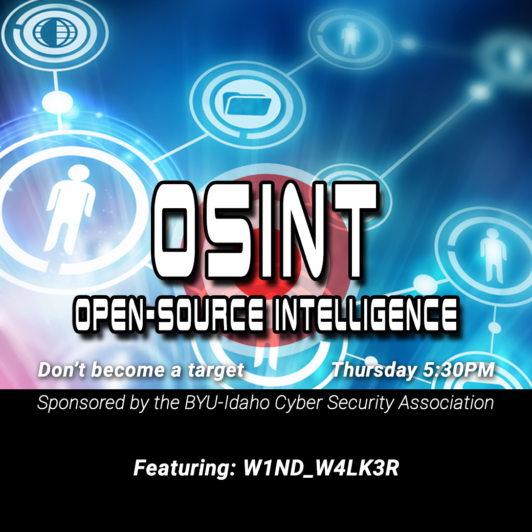 OSINT
OPEN-SOURCE INTELLIGENCE
Don't become a target
Thursday 5:30PM
Sponsored by the BYU-Idaho Cyber Security Association
Featuring: W1ND_W4LK3R